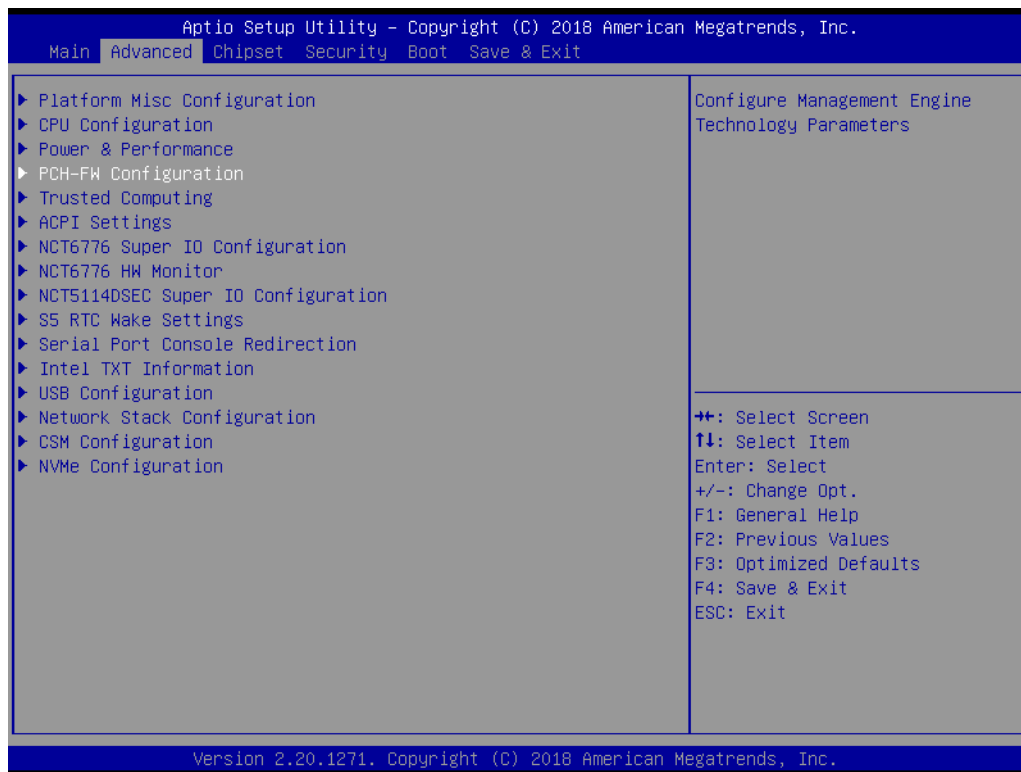 Aptio Setup Utility – Copyright (C) 2018 American Megatrends, Inc.
Main Advanced Chipset Security Boot Save & Exit
▶ Platform Misc Configuration
▶ CPU Configuration
▶ Power & Performance
▶ PCH-FW Configuration
▶ Trusted Computing
▶ ACPI Settings
▶ NCT6776 Super IO Configuration
▶ NCT6776 HW Monitor
▶ NCT5114DSEC Super IO Configuration
▶ S5 RTC Wake Settings
▶ Serial Port Console Redirection
▶ Intel TXT Information
▶ USB Configuration
▶ Network Stack Configuration
▶ CSM Configuration
▶ NVMe Configuration
Configure Management Engine
Technology Parameters
→←: Select Screen
↑↓: Select Item
Enter: Select
+/-: Change Opt.
F1: General Help
F2: Previous Values
F3: Optimized Defaults
F4: Save & Exit
ESC: Exit
Version 2.20.1271. Copyright (C) 2018 American Megatrends, Inc.